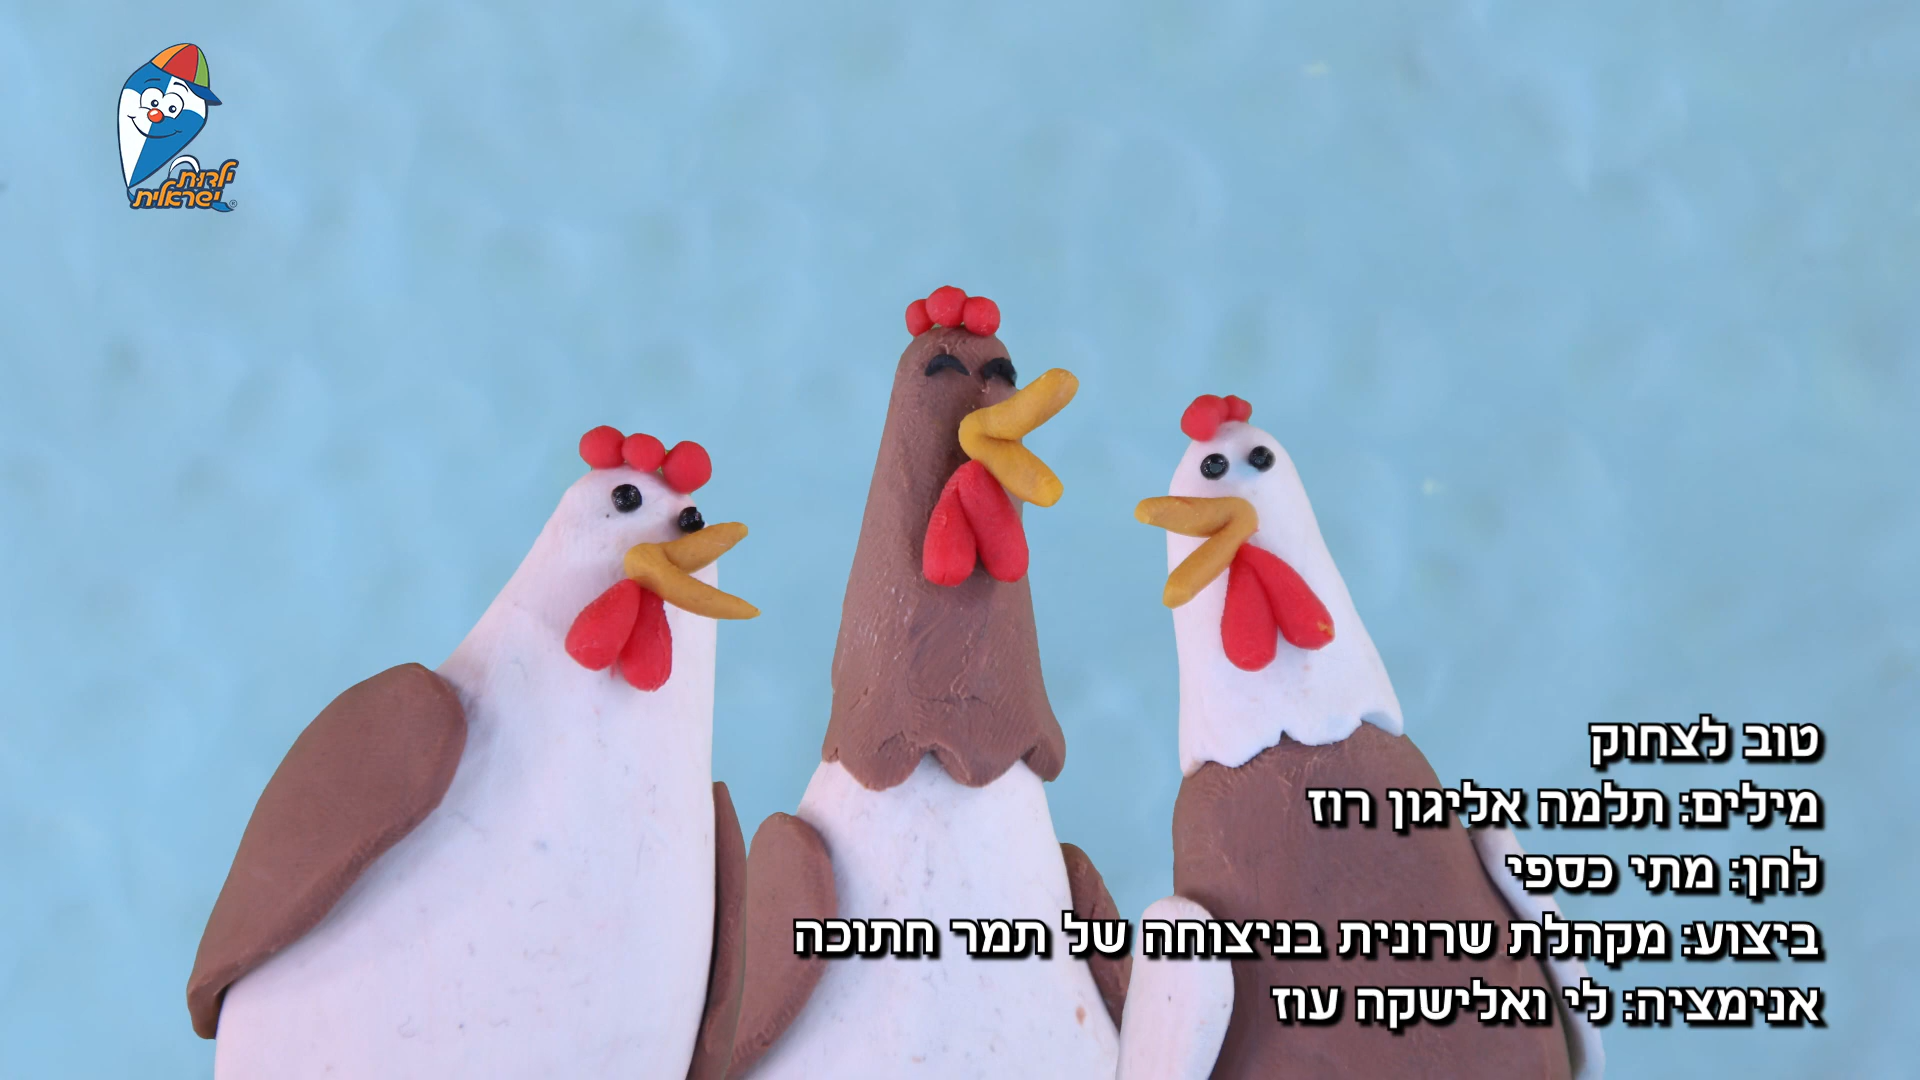 ילדות
ישראלית
טוב לצחוק
מילים: תלמה אליגון רוז
לחן: מתי כספי
ביצוע: מקהלת שרונית בניצוחה של תמר חתוכה
אנימציה: לי ואלישקה עוז